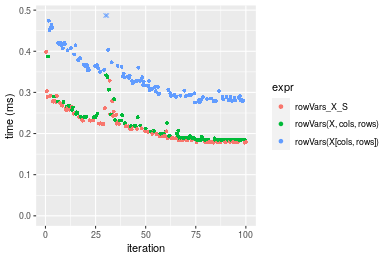 0.5
0.4
0.3
0.2
0.1
0.0
time (ms)
0
25
50
75
100
iteration
expr
rowVars_X_S
rowVars(X, cols, rows)
rowVars(X[cols, rows])